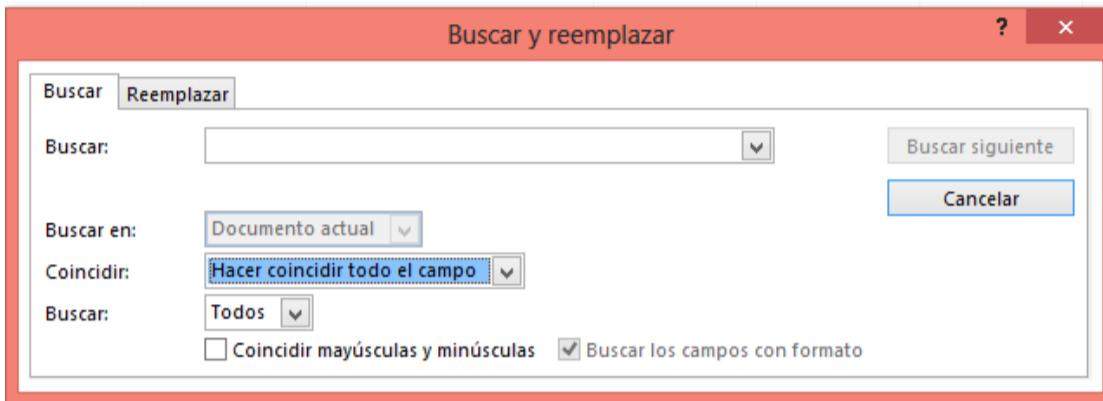 Buscar y reemplazar
?
Buscar
Reemplazar
Buscar:
Buscar siguiente
Cancelar
Buscar en:
Documento actual
Coincidir:
Hacer coincidir todo el campo
Buscar:
Todos
Coincidir mayúsculas y minúsculas
Buscar los campos con formato